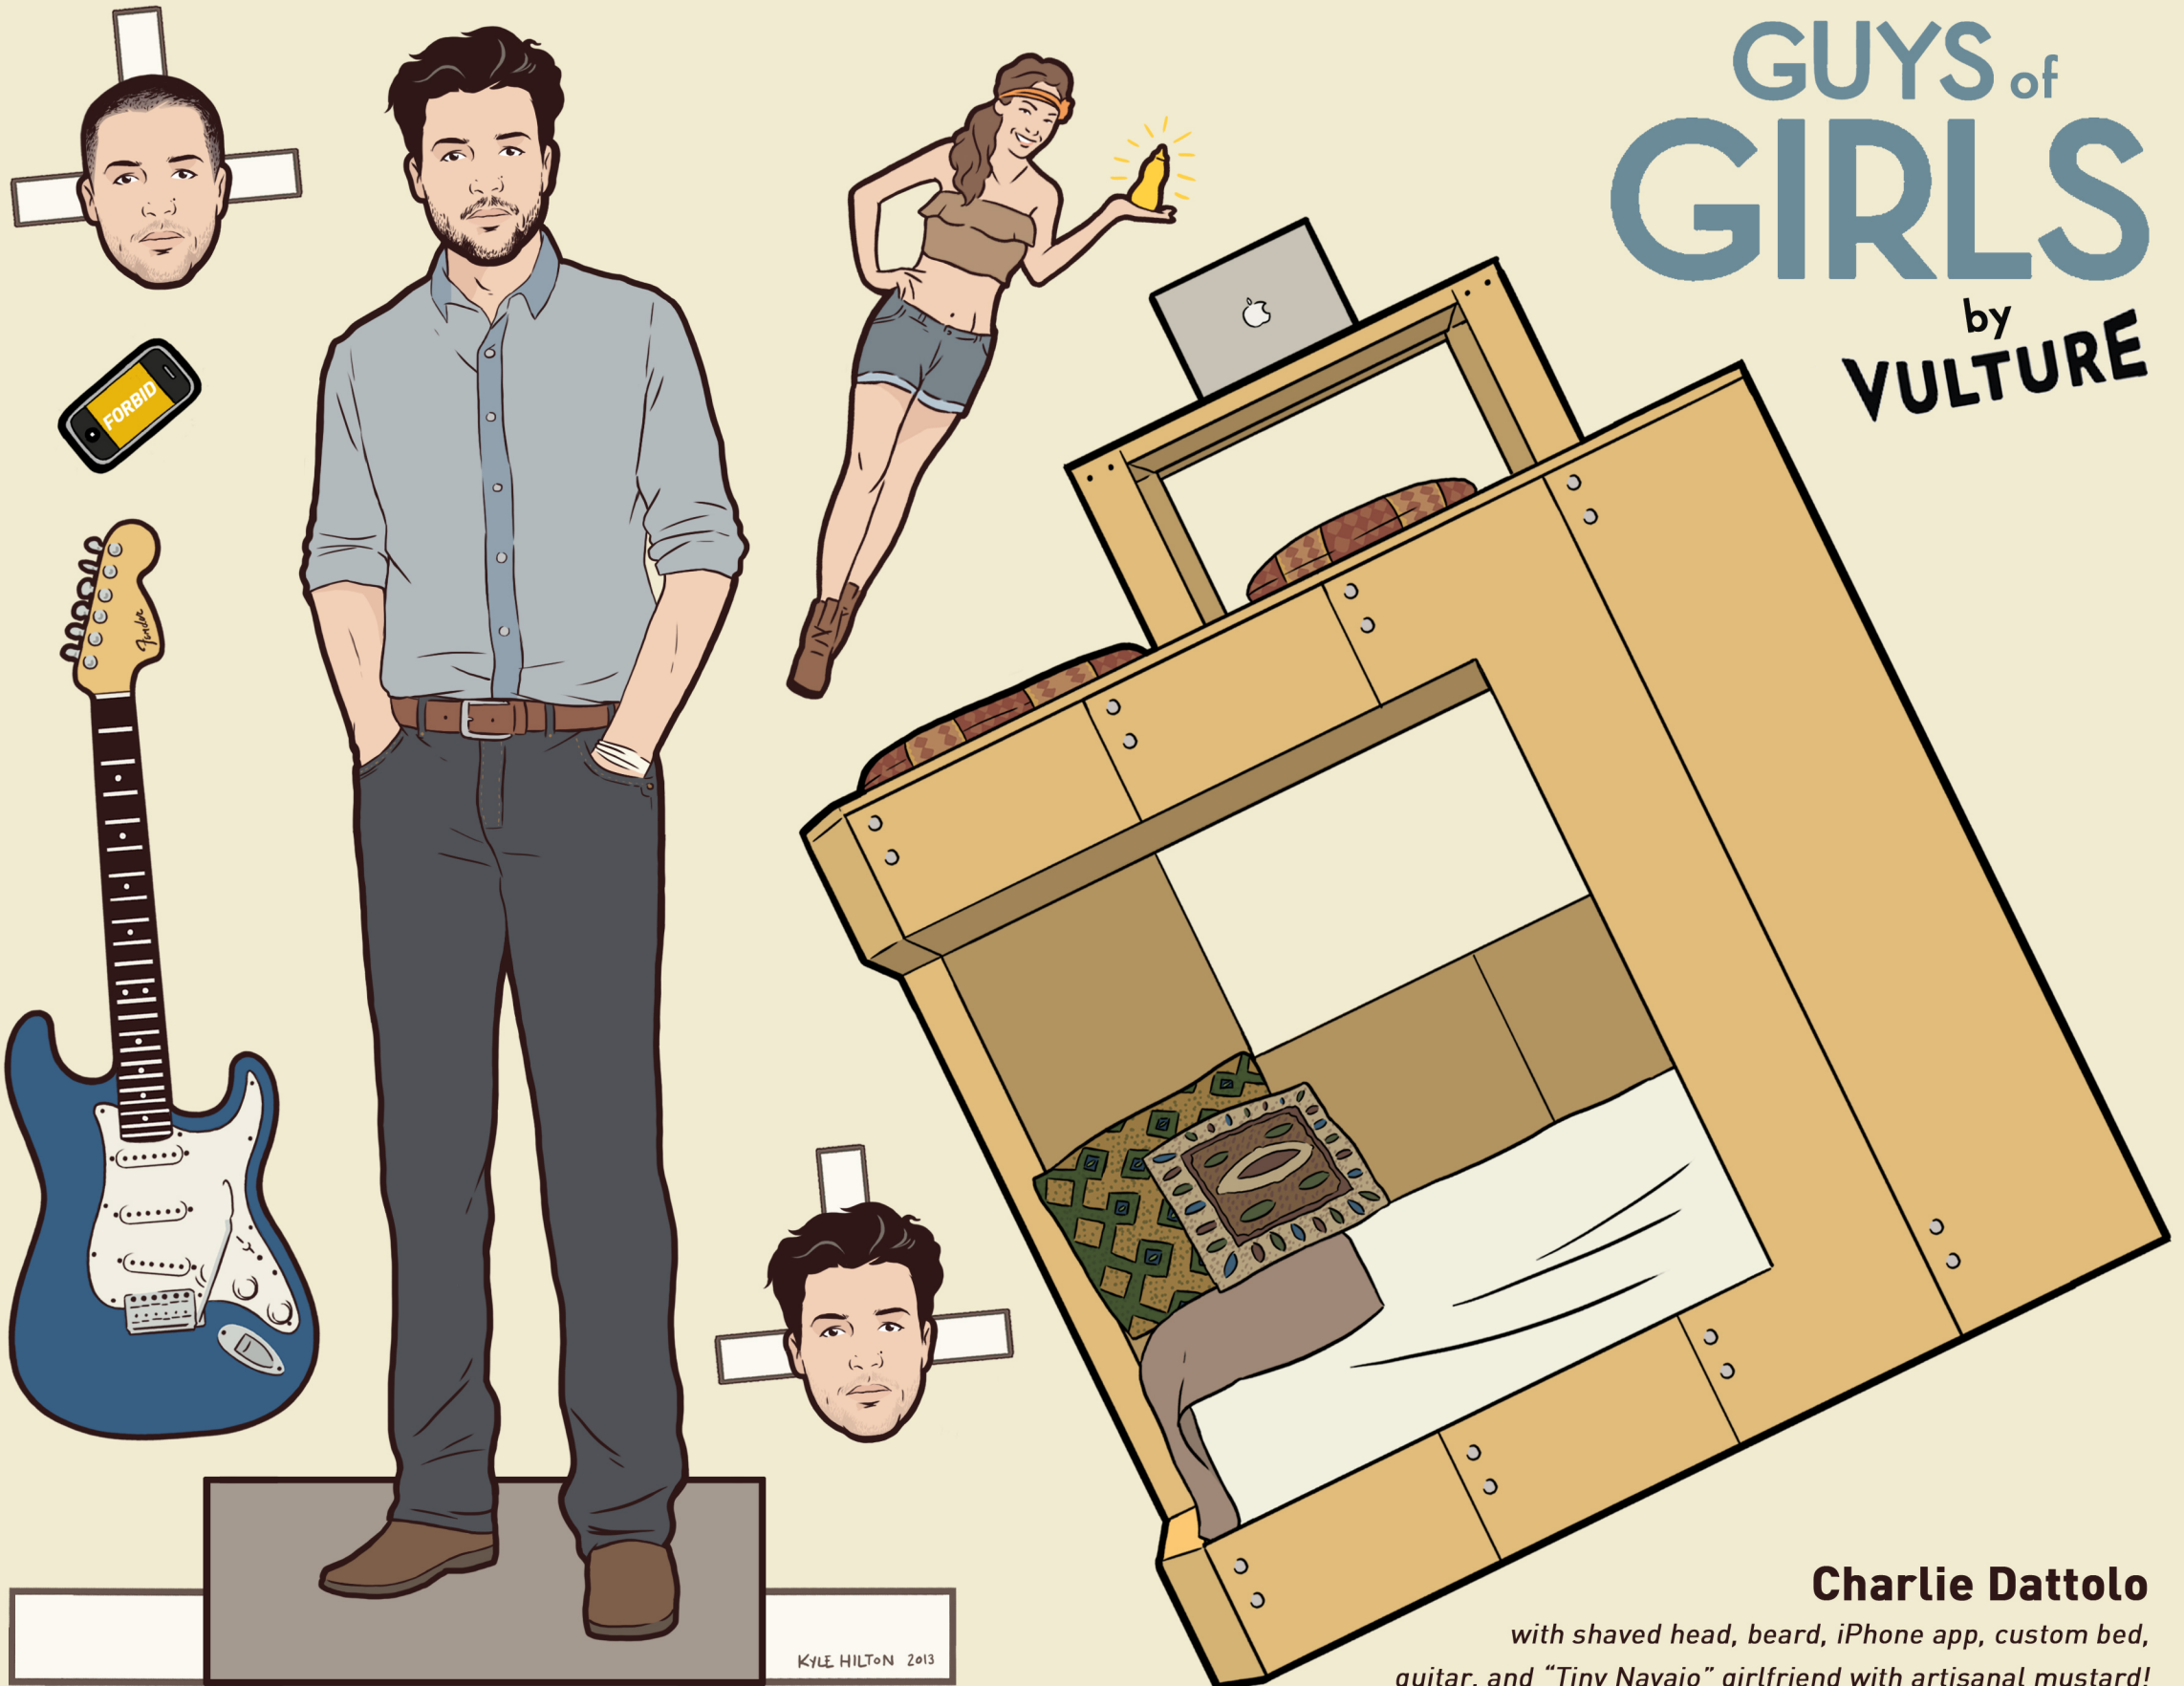 GUYS of
GIRLS
by
VULTURE
FORBID
Fender
KYLE HILTON 2013
Charlie Dattolo
with shaved head, beard, iPhone app, custom bed,
guitar, and “Tiny Navajo” girlfriend with artisanal mustard!